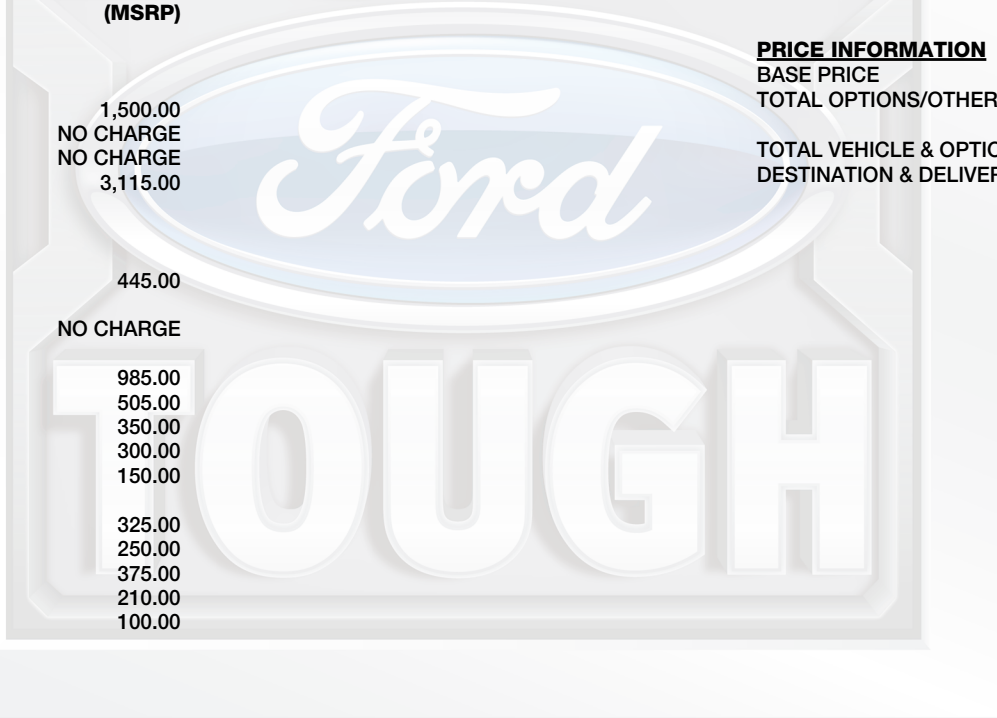 (MSRP)
1,500.00
NO CHARGE
NO CHARGE
3,115.00
445.00
NO CHARGE
985.00
505.00
350.00
300.00
150.00
325.00
250.00
375.00
210.00
100.00
PRICE INFORMATION
BASE PRICE
TOTAL OPTIONS/OTHER
TOTAL VEHICLE & OPTIO
DESTINATION & DELIVER
Ford
TOUGH